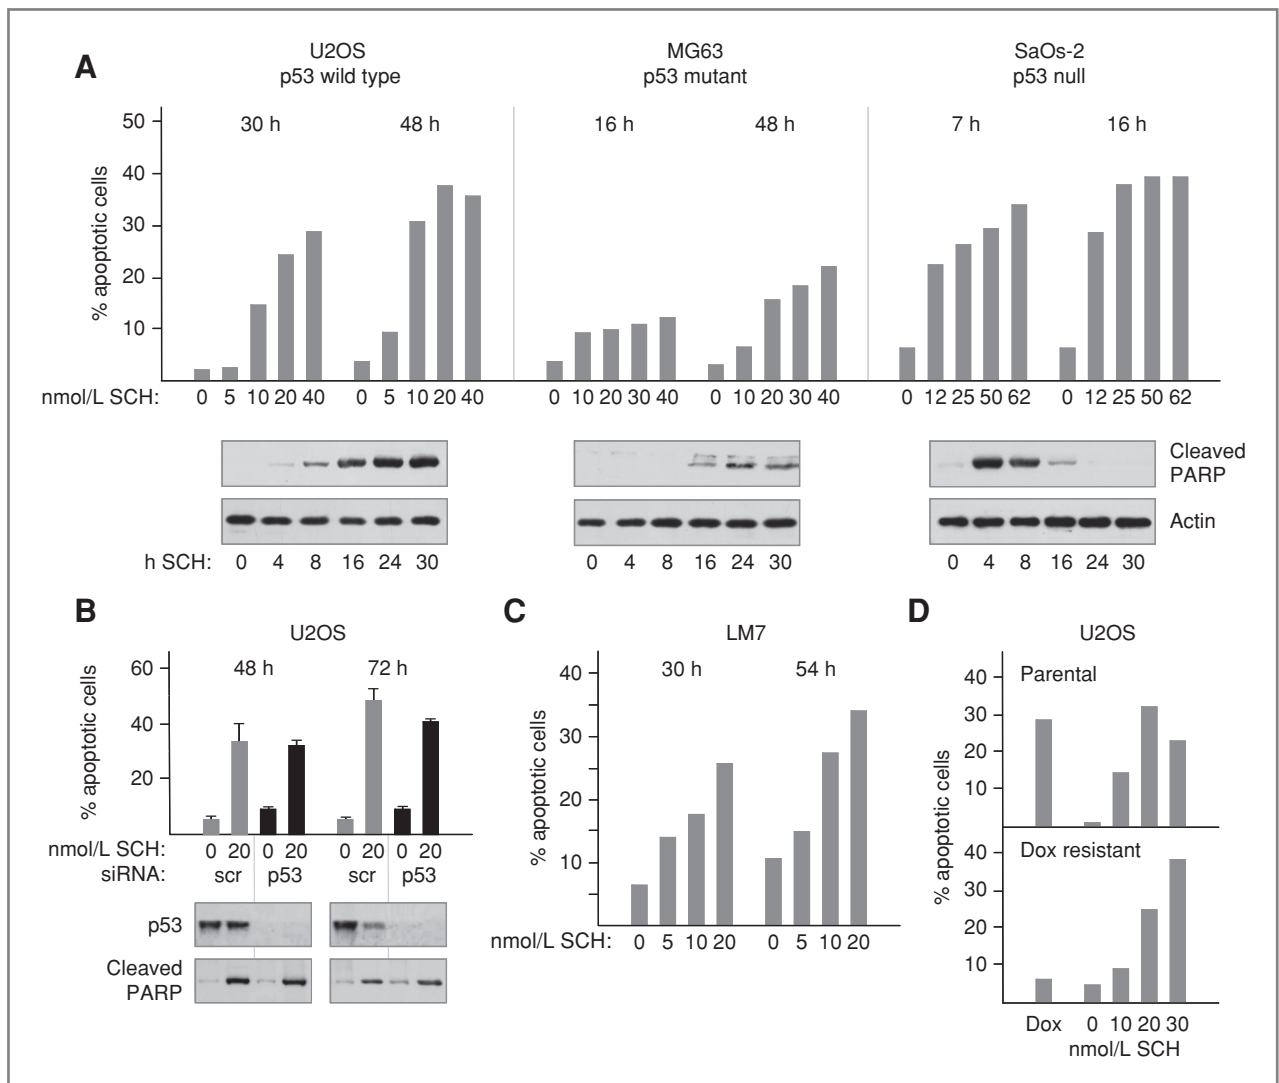 A
U2OS
p53 wild type
MG63
p53 mutant
SaOs-2
p53 null
% apoptotic cells
50
40
30
20
10
30 h
48 h
16 h
48 h
7 h
16 h
nmol/L SCH: 0 5 10 20 40 0 5 10 20 40 0 10 20 30 40 0 10 20 30 40 0 12 25 50 62 0 12 25 50 62
Cleaved
PARP
Actin
h SCH: 0 4 8 16 24 30 0 4 8 16 24 30 0 4 8 16 24 30
B
U2OS
% apoptotic cells
60
40
20
48 h
72 h
nmol/L SCH: 0 20 0 20 0 20 0 20
siRNA: scr p53 scr p53
p53
Cleaved
PARP
C
LM7
% apoptotic cells
40
30
20
10
30 h
54 h
nmol/L SCH: 0 5 10 20 0 5 10 20
D
U2OS
% apoptotic cells
Parental
40
30
20
10
Dox resistant
40
30
20
10
Dox 0 10 20 30
nmol/L SCH